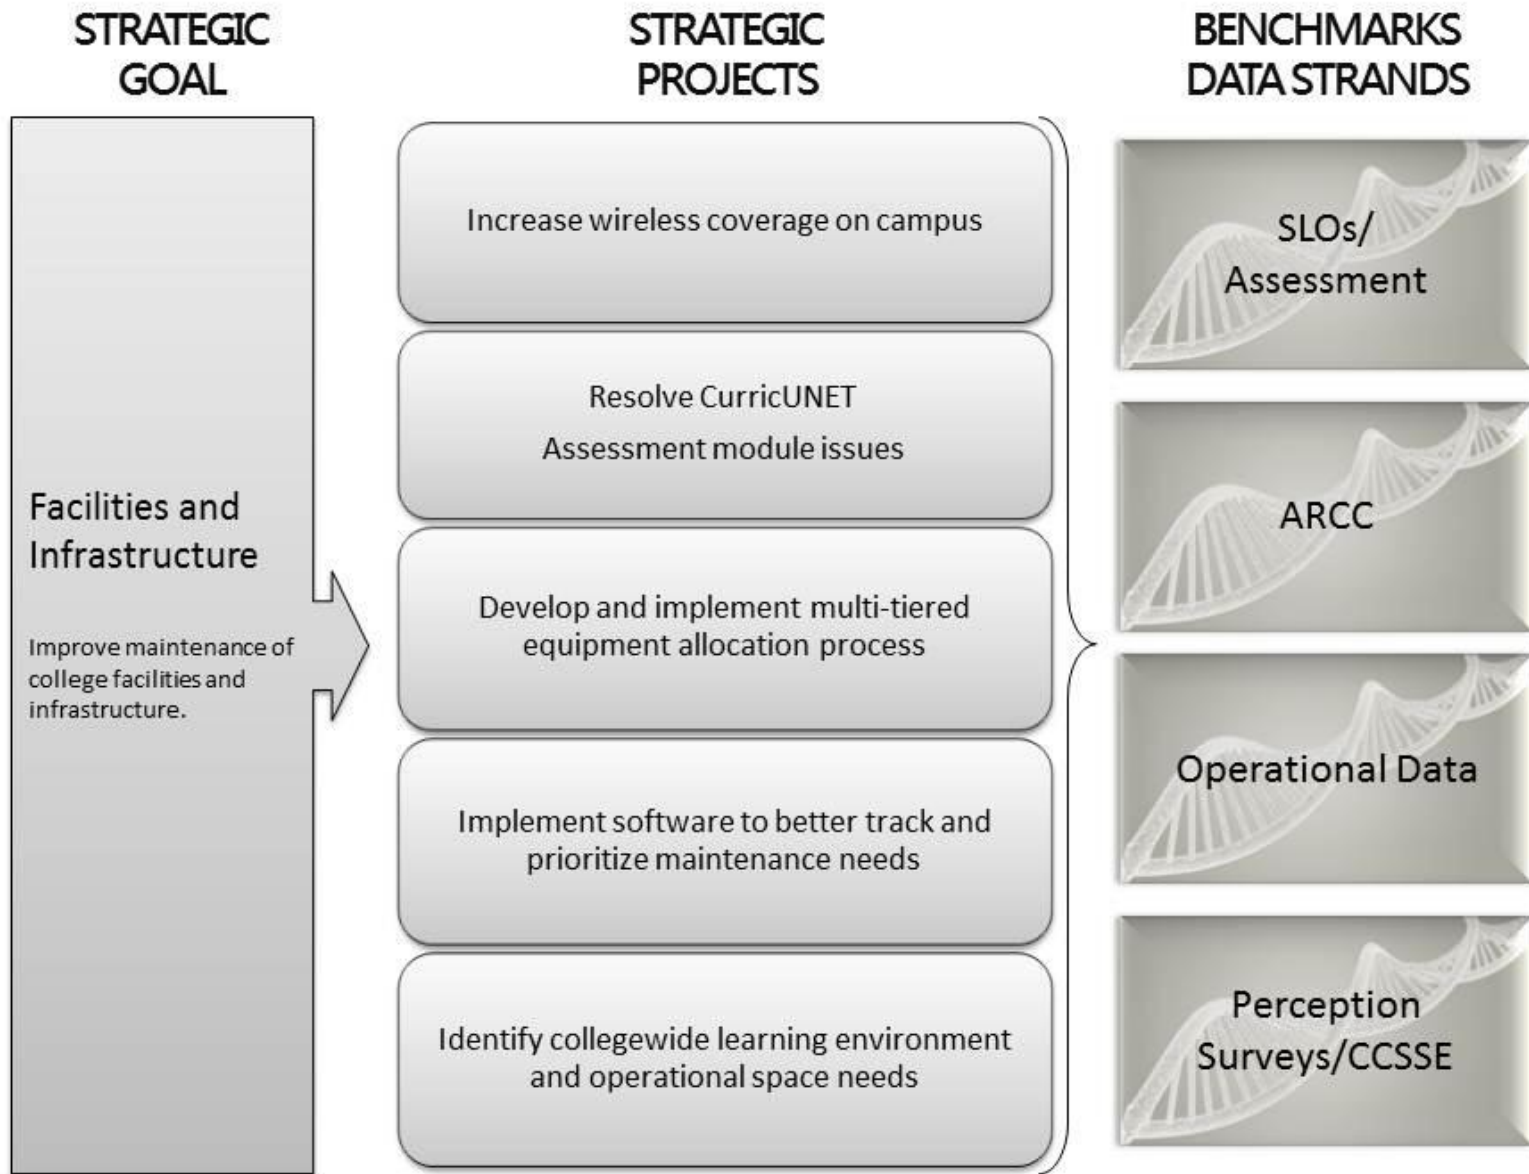 STRATEGIC
GOAL
STRATEGIC
PROJECTS
BENCHMARKS
DATA STRANDS
Facilities and
Infrastructure
Improve maintenance of
college facilities and
infrastructure.
Increase wireless coverage on campus
Resolve CurricUNET
Assessment module issues
Develop and implement multi-tiered
equipment allocation process
Implement software to better track and
prioritize maintenance needs
Identify collegewide learning environment
and operational space needs
SLOs/
Assessment
ARCC
Operational Data
Perception
Surveys/CCSSE